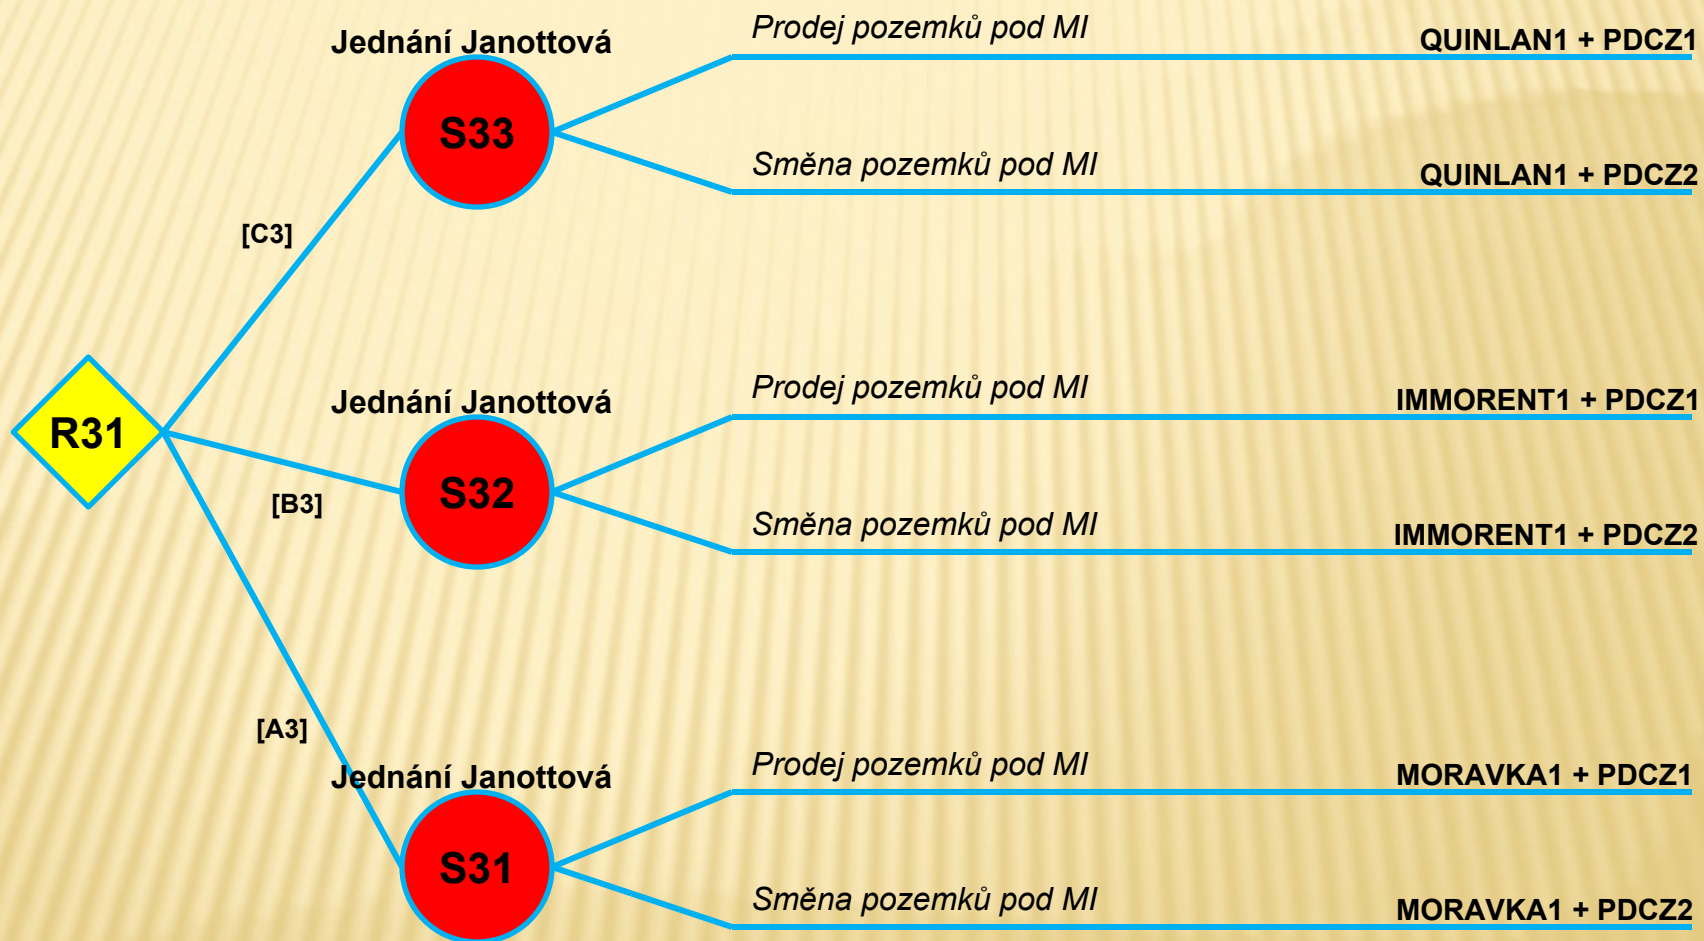 Jednání Janottová
Prodej pozemků pod MI
QUINLAN1 + PDCZ1
S33
Směna pozemků pod MI
QUINLAN1 + PDCZ2
[C3]
R31
Jednání Janottová
Prodej pozemků pod MI
IMMORENT1 + PDCZ1
S32
[B3]
Směna pozemků pod MI
IMMORENT1 + PDCZ2
[A3]
Jednání Janottová
Prodej pozemků pod MI
MORAVKA1 + PDCZ1
S31
Směna pozemků pod MI
MORAVKA1 + PDCZ2